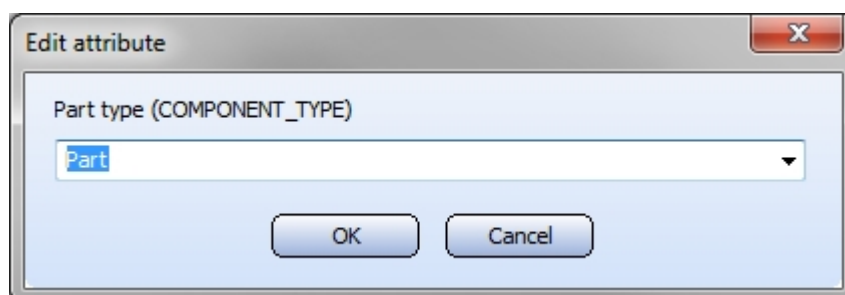 Edit attribute
Part type (COMPONENT_TYPE)
Part
OK Cancel